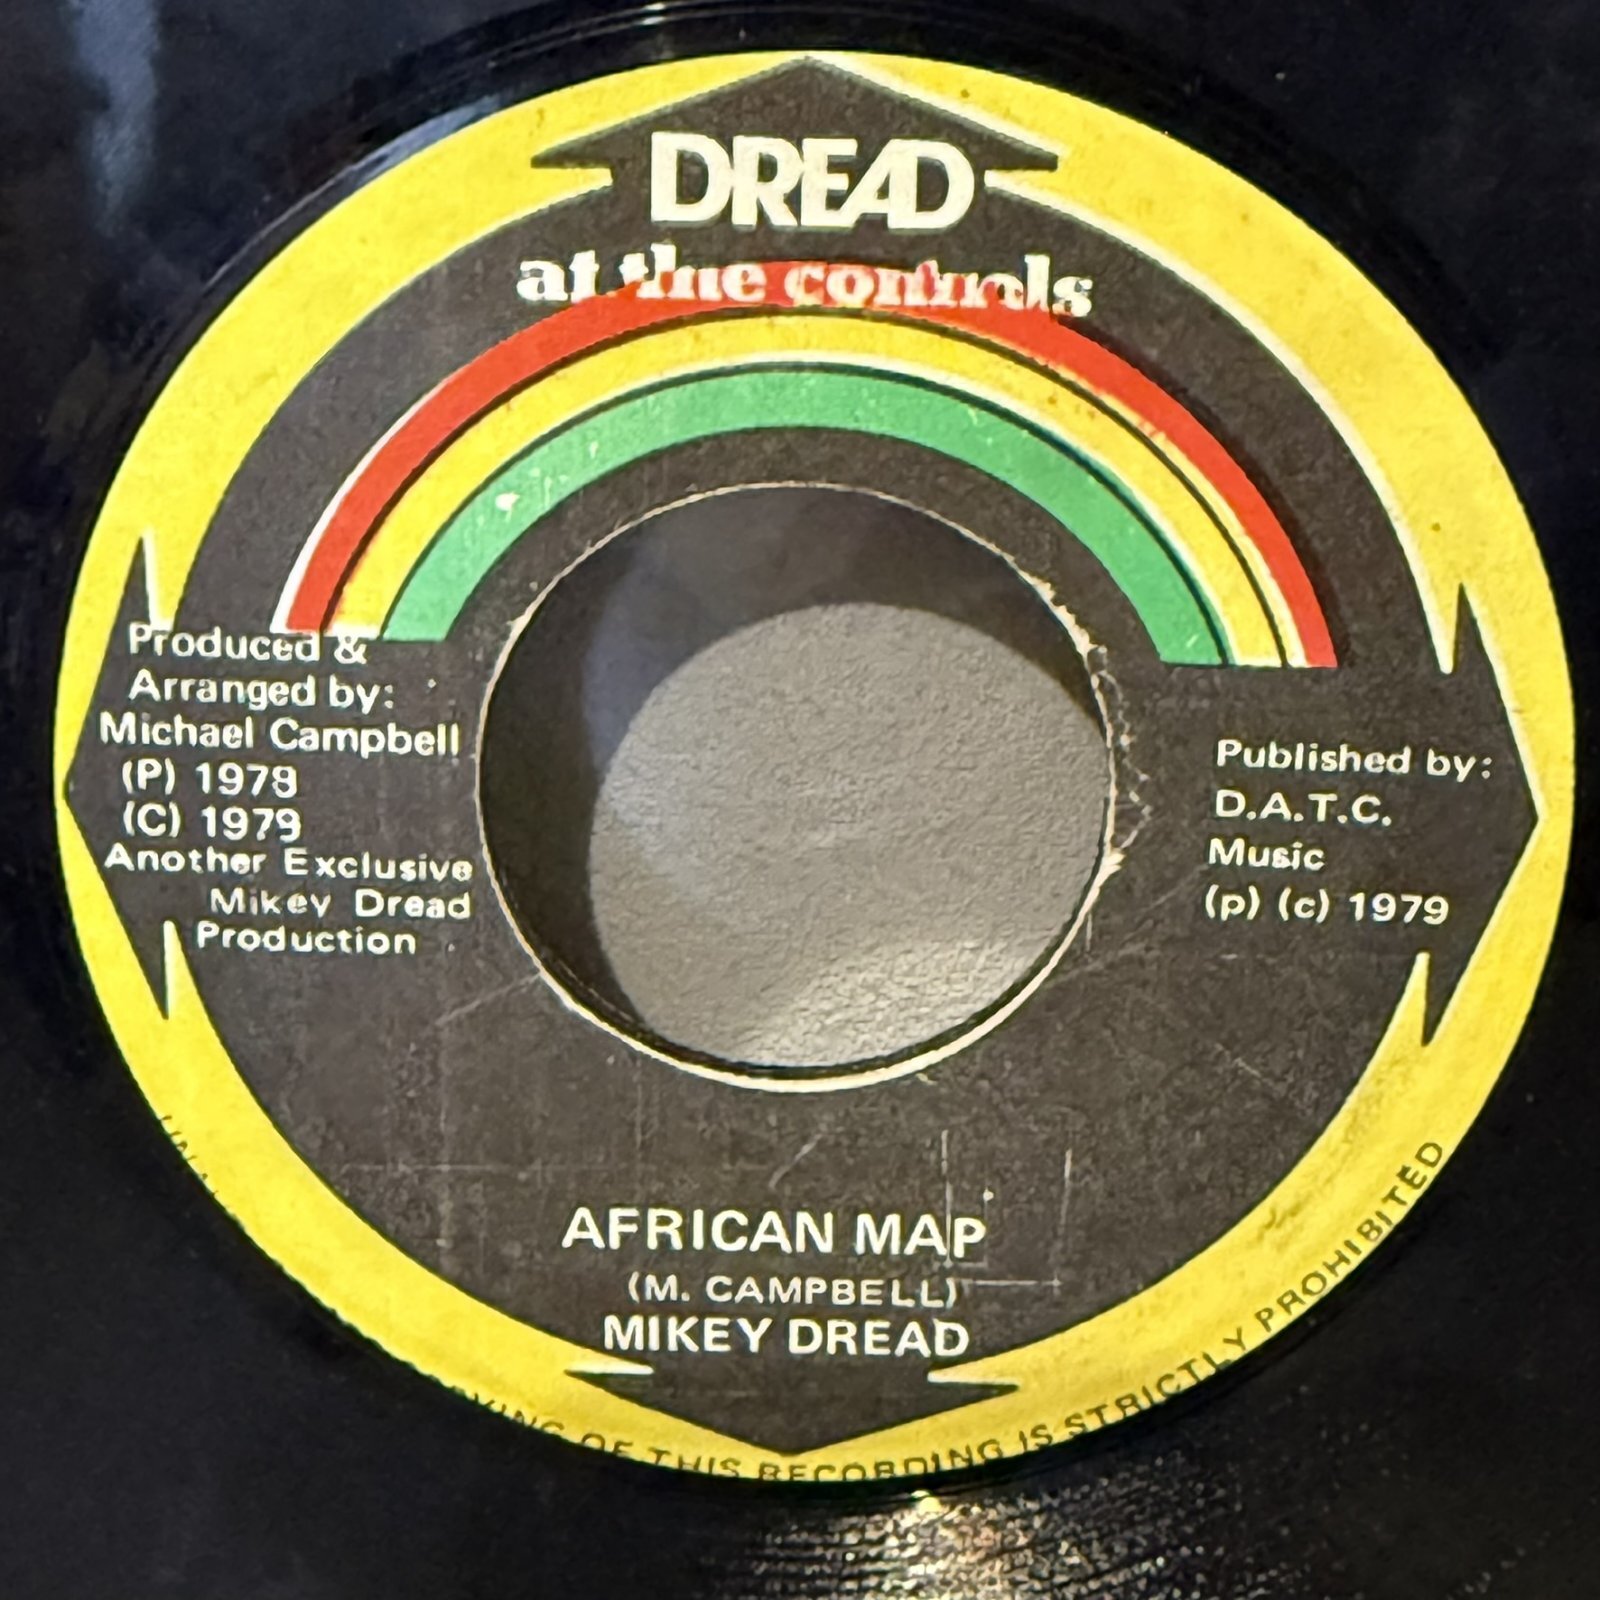 DREAD
at the controls
Produced &
Arranged by:
Michael Campbell
(P) 1978
(C) 1979
Another Exclusive
Mikey Dread
Production
Published by:
D.A.T.C.
Music
(p) (c) 1979
AFRICAN MAP
(M. CAMPBELL)
MIKEY DREAD
OF THIS RECORDING IS STRICTLY PROHIBITED